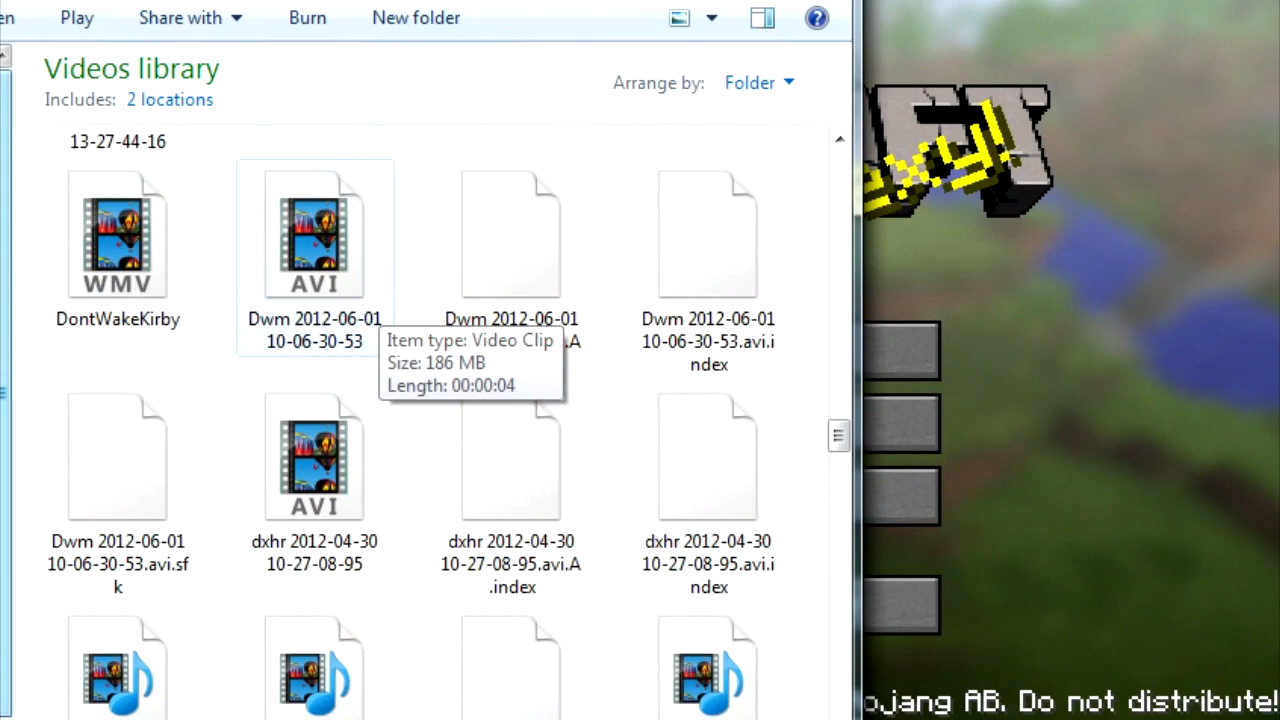 Play Share with Burn New folder
Videos library
Includes: 2 locations
Arrange by: Folder
13-27-44-16
WMV
AVI
DontWakeKirby
Dwm 2012-06-01
10-06-30-53
Dwm 2012-06-01
Dwm 2012-06-01
10-06-30-53.avi.i
ndex
Item type: Video Clip
Size: 186 MB
Length: 00:00:04
AVI
Dwm 2012-06-01
10-06-30-53.avi.sf
k
dxhr 2012-04-30
10-27-08-95
dxhr 2012-04-30
10-27-08-95.avi.A
.index
dxhr 2012-04-30
10-27-08-95.avi.i
ndex
AB. Do not distribute!